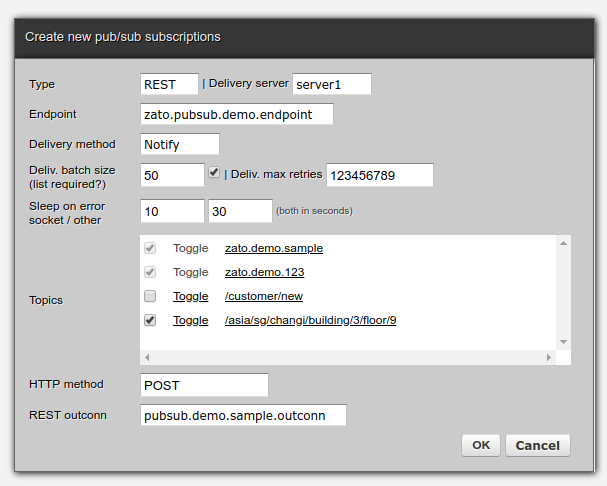 Create new pub/sub subscriptions
Type REST | Delivery server server1
Endpoint zato.pubsub.demo.endpoint
Delivery method Notify
Deliv. batch size (list required?) 50 | Deliv. max retries 123456789
Sleep on error socket / other 10 30 (both in seconds)
Topics
Toggle zato.demo.sample
Toggle zato.demo.123
Toggle /customer/new
Toggle /asia/sg/changi/building/3/floor/9
HTTP method POST
REST outconn pubsub.demo.sample.outconn
OK Cancel